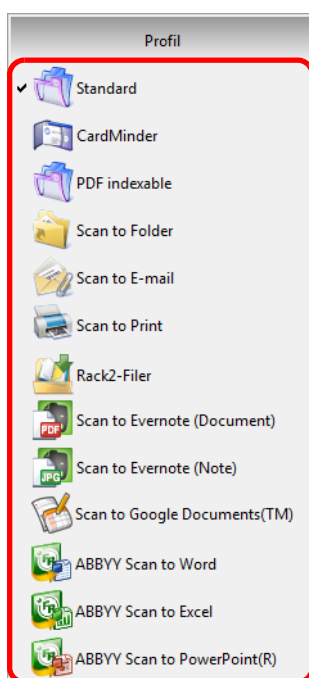 Profil
Standard
CardMinder
PDF indexable
Scan to Folder
Scan to E-mail
Scan to Print
Rack2-Filer
PDF
Scan to Evernote (Document)
JPG
Scan to Evernote (Note)
Scan to Google Documents(TM)
ABBYY Scan to Word
ABBYY Scan to Excel
ABBYY Scan to PowerPoint(R)